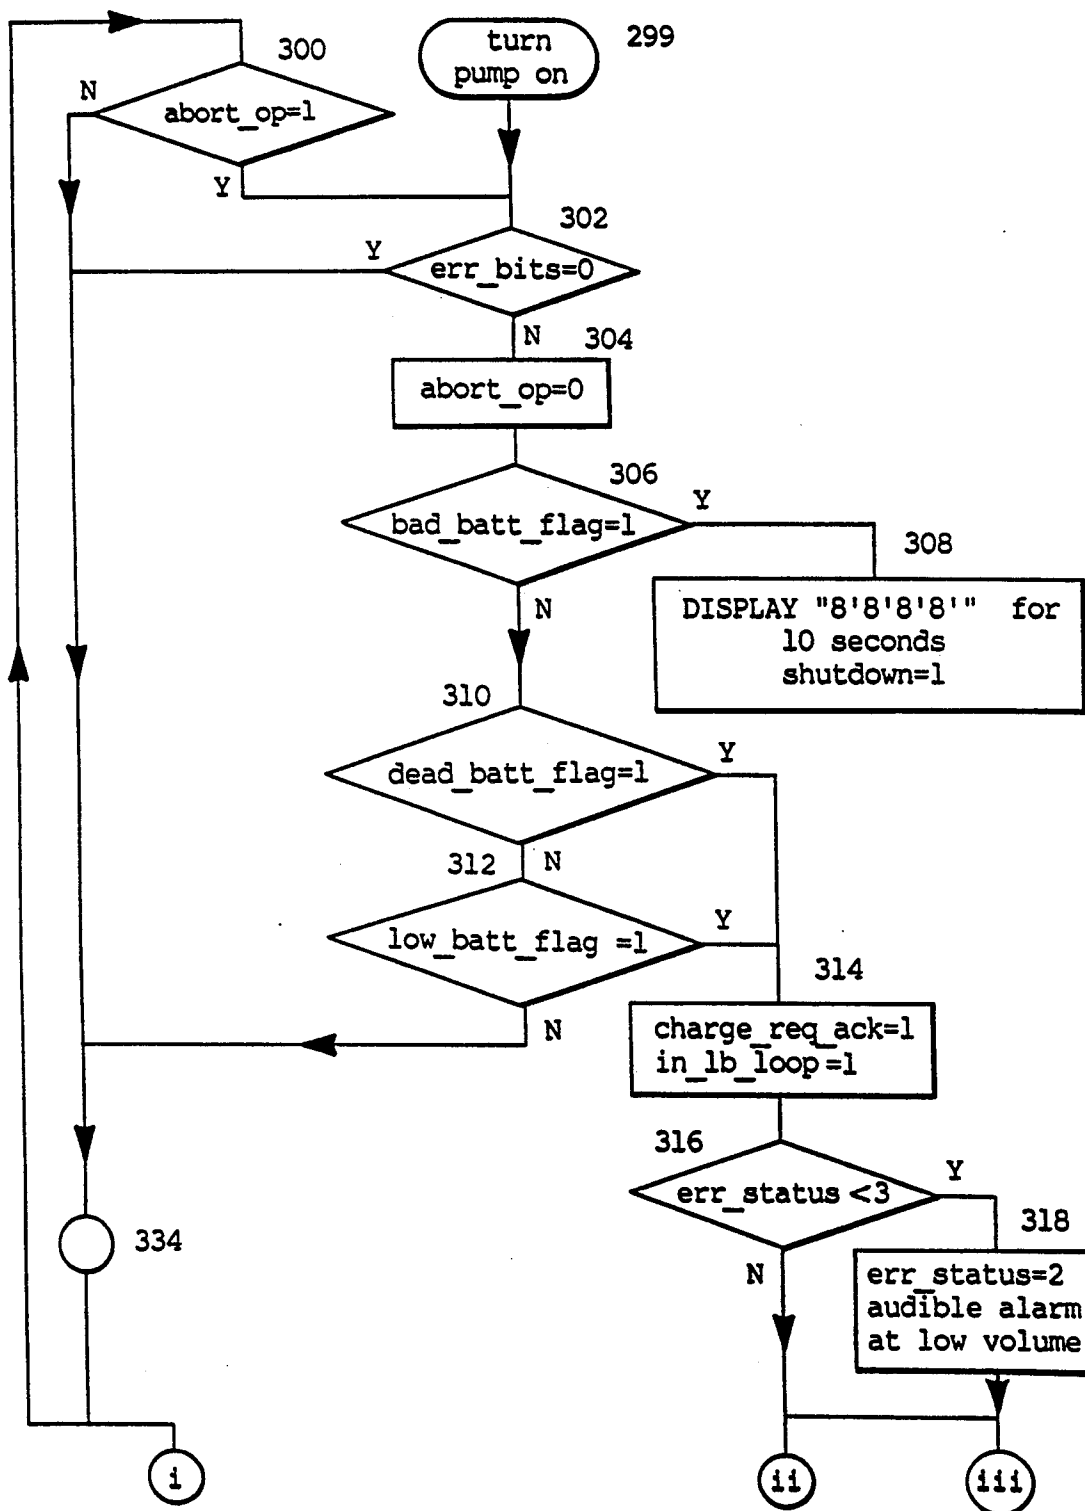 300
turn
pump on
299
N
abort_op=1
Y
302
Y
err_bits=0
N
304
abort_op=0
306
Y
bad_batt_flag=1
308
N
DISPLAY "8'8'8'8'" for
10 seconds
shutdown=1
310
Y
dead_batt_flag=1
312
N
Y
low_batt_flag =1
314
N
charge_req_ack=1
in_lb_loop=1
316
Y
err_status <3
318
334
N
err_status=2
audible alarm
at low volume
i
ii
iii